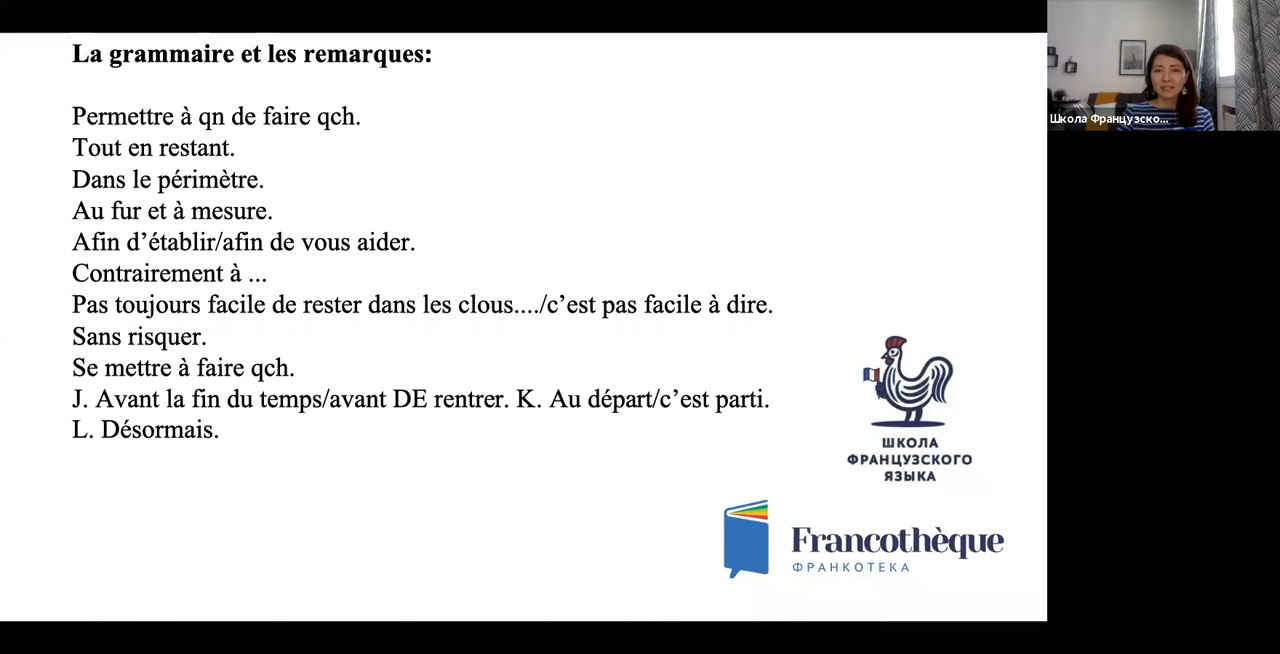 La grammaire et les remarques:
Permettre à qn de faire qch.
Tout en restant.
Dans le périmètre.
Au fur et à mesure.
Afin d’établir/afin de vous aider.
Contrairement à ...
Pas toujours facile de rester dans les clous..../c’est pas facile à dire.
Sans risquer.
Se mettre à faire qch.
J. Avant la fin du temps/avant DE rentrer. K. Au départ/c’est parti.
L. Désormais.
ШКОЛА
ФРАНЦУЗСКОГО
ЯЗЫКА
Francothèque
ФРАНКОТЕКА
Школа Французско...